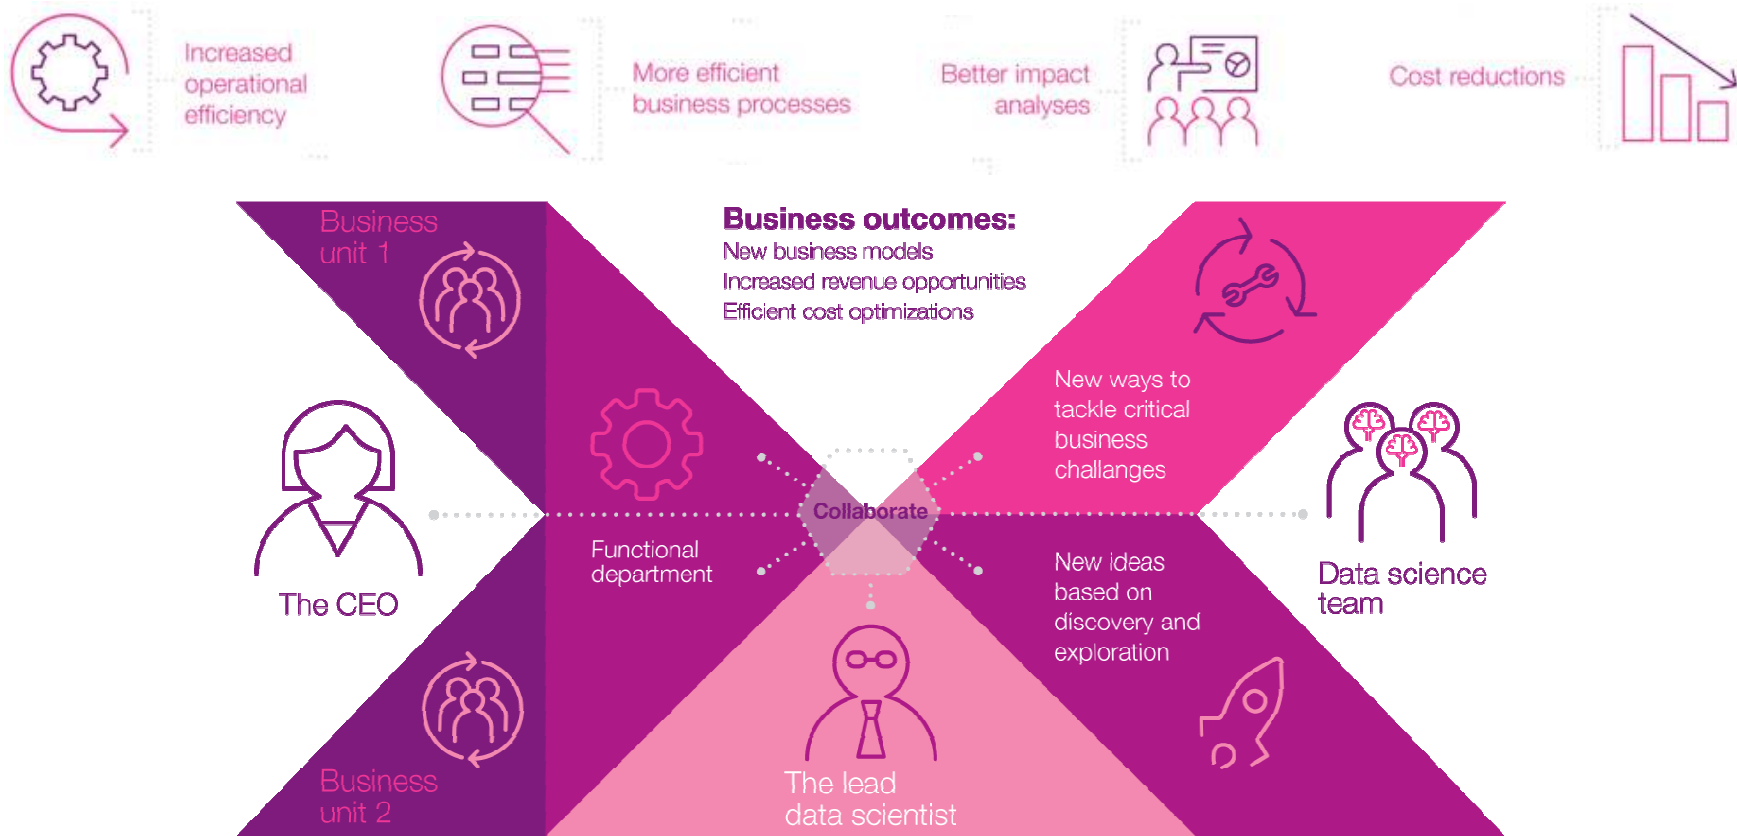 Increased
operational
efficiency
More efficient
business processes
Better impact
analyses
Cost reductions
Business
unit 1
Business outcomes:
New business models
Increased revenue opportunities
Efficient cost optimizations
New ways to
tackle critical
business
challanges
Collaborate
Functional
department
The CEO
New ideas
based on
discovery and
exploration
Data science
team
Business
unit 2
The lead
data scientist